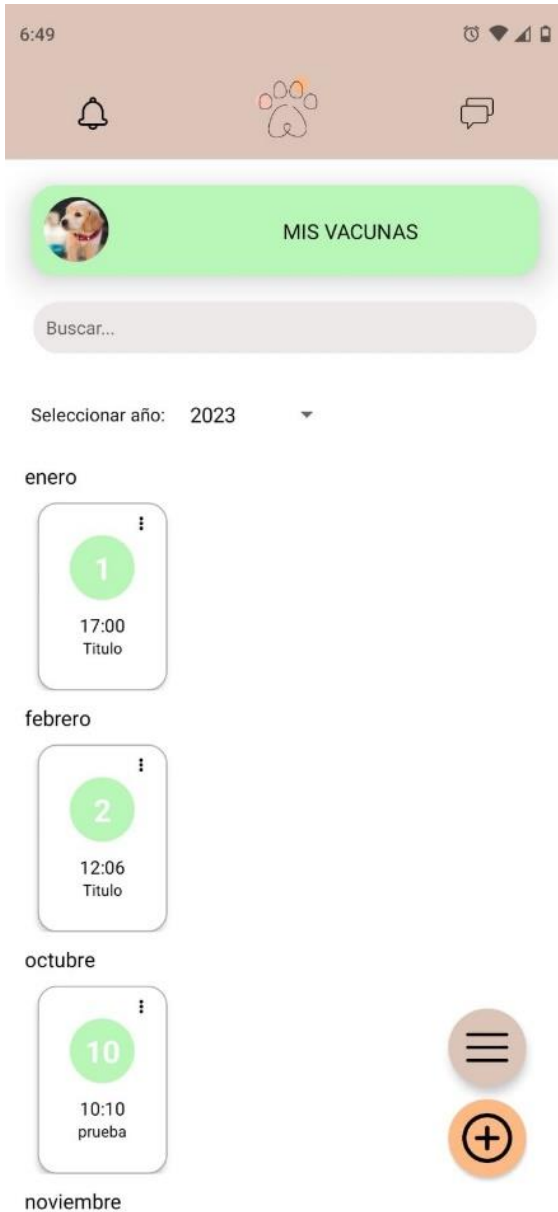 6:49
MIS VACUNAS
Buscar...
Seleccionar año: 2023
enero
1
17:00
Titulo
febrero
2
12:06
Titulo
octubre
10
10:10
prueba
noviembre